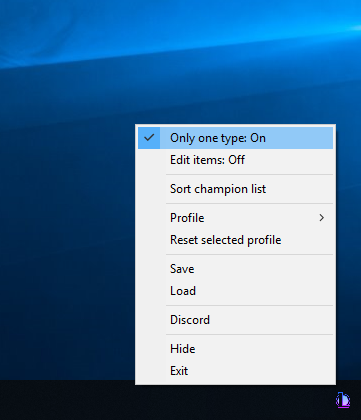 Only one type: On
Edit items: Off
Sort champion list
Profile
Reset selected profile
Save
Load
Discord
Hide
Exit